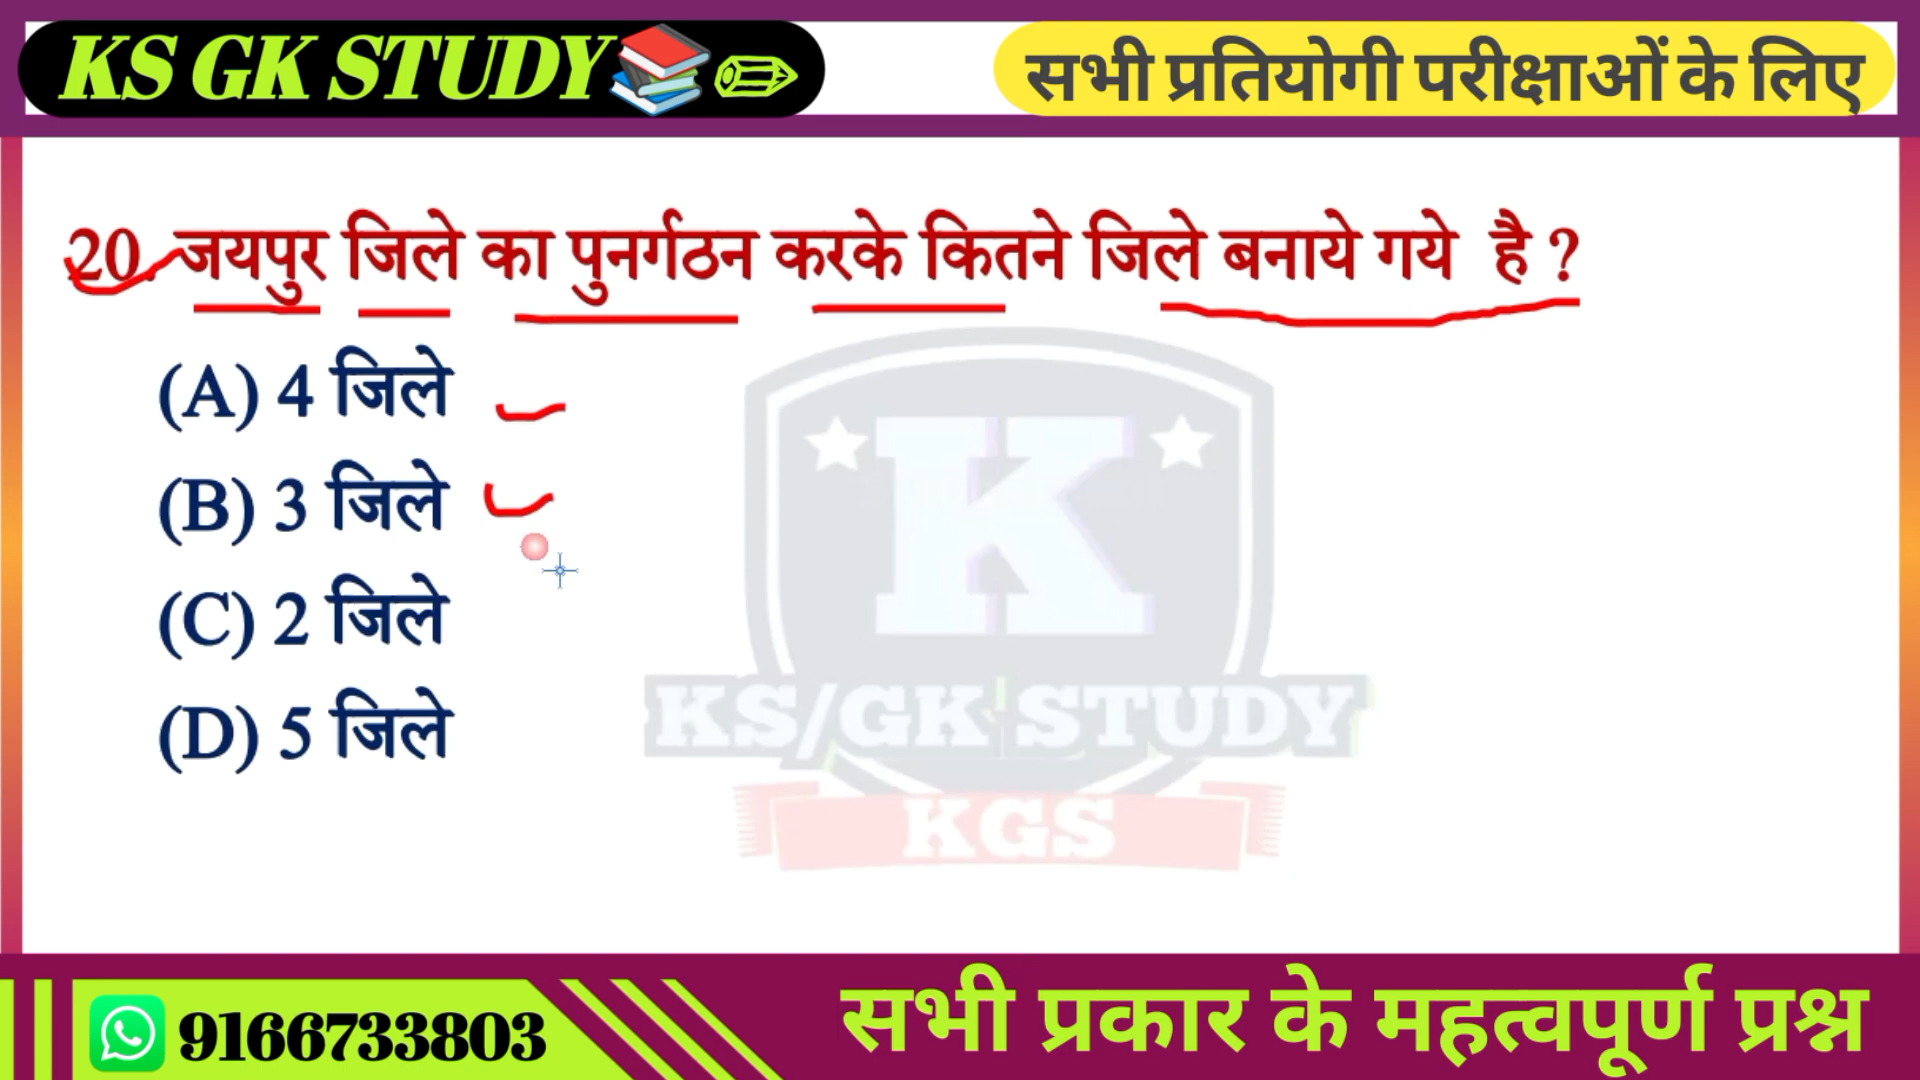 KS GK STUDY
सभी प्रतियोगी परीक्षाओं के लिए
20. जयपुर जिले का पुनर्गठन करके कितने जिले बनाये गये है ?
(A) 4 जिले
(B) 3 जिले
(C) 2 जिले
(D) 5 जिले
K
KS/GK STUDY
KGS
9166733803
सभी प्रकार के महत्वपूर्ण प्रश्न